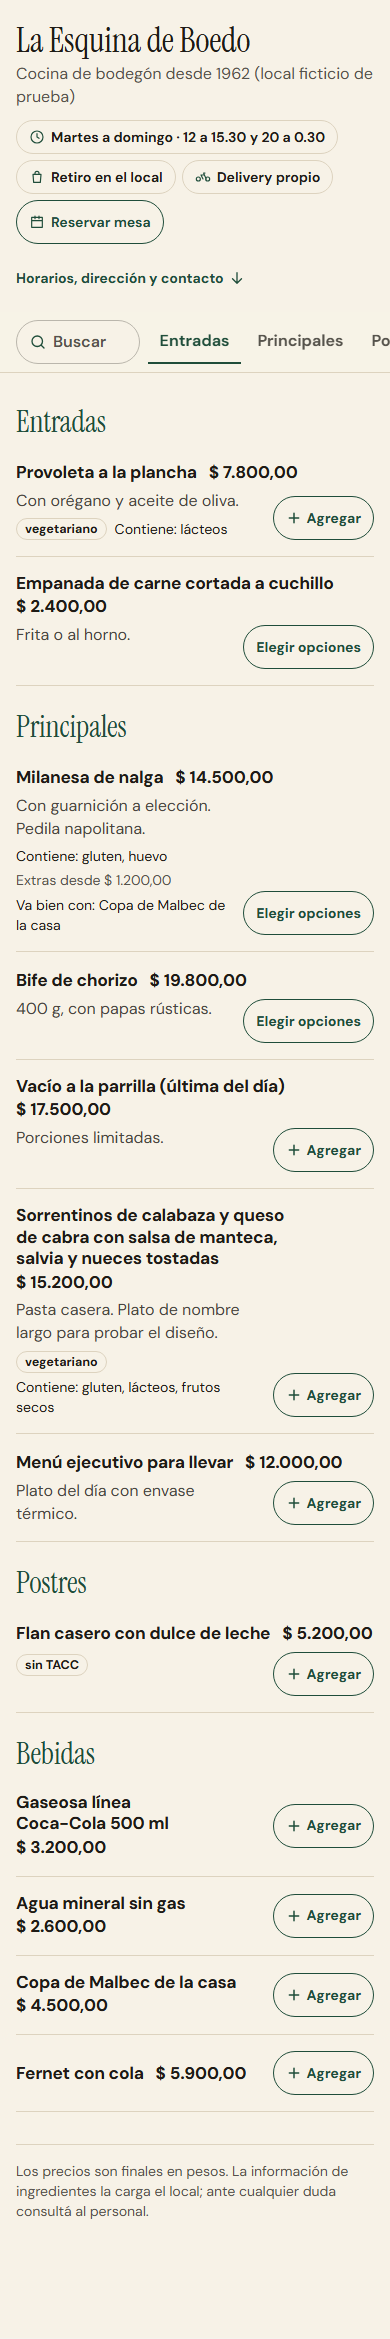 La Esquina de Boedo
Cocina de bodegón desde 1962 (local ficticio de
prueba)
Martes a domingo · 12 a 15.30 y 20 a 0.30
Retiro en el local
Delivery propio
Reservar mesa
Horarios, dirección y contacto
Buscar
Entradas
Principales
Po
Entradas
Provoleta a la plancha $ 7.800,00
Con orégano y aceite de oliva.
vegetariano Contiene: lácteos
Agregar
Empanada de carne cortada a cuchillo
$ 2.400,00
Frita o al horno.
Elegir opciones
Principales
Milanesa de nalga $ 14.500,00
Con guarnición a elección.
Pedila napolitana.
Contiene: gluten, huevo
Extras desde $ 1.200,00
Va bien con: Copa de Malbec de
la casa
Elegir opciones
Bife de chorizo $ 19.800,00
400 g, con papas rústicas.
Elegir opciones
Vacío a la parrilla (última del día)
$ 17.500,00
Porciones limitadas.
Agregar
Sorrentinos de calabaza y queso
de cabra con salsa de manteca,
salvia y nueces tostadas
$ 15.200,00
Pasta casera. Plato de nombre
largo para probar el diseño.
vegetariano
Contiene: gluten, lácteos, frutos
secos
Agregar
Menú ejecutivo para llevar $ 12.000,00
Plato del día con envase
térmico.
Agregar
Postres
Flan casero con dulce de leche $ 5.200,00
sin TACC
Agregar
Bebidas
Gaseosa línea
Coca-Cola 500 ml
$ 3.200,00
Agregar
Agua mineral sin gas
$ 2.600,00
Agregar
Copa de Malbec de la casa
$ 4.500,00
Agregar
Fernet con cola $ 5.900,00
Agregar
Los precios son finales en pesos. La información de
ingredientes la carga el local; ante cualquier duda
consultá al personal.